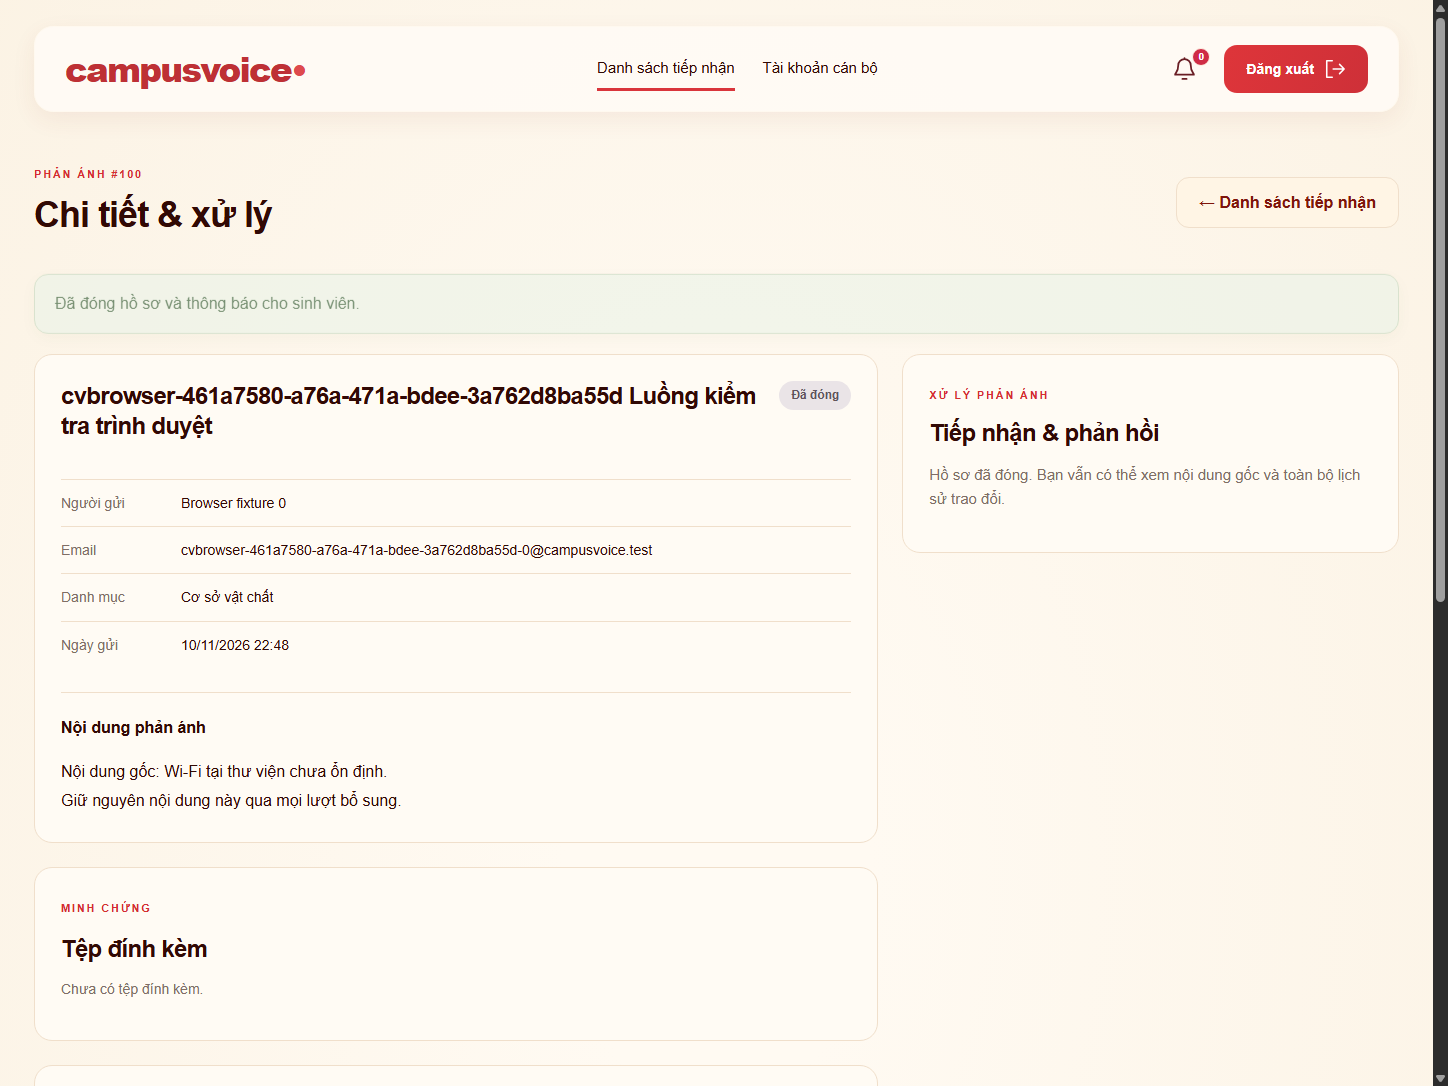 campusvoice
Danh sách tiếp nhận
Tài khoản cán bộ
0
Đăng xuất
PHẢN ÁNH #100
Chi tiết & xử lý
← Danh sách tiếp nhận
Đã đóng hồ sơ và thông báo cho sinh viên.
cvbrowser-461a7580-a76a-471a-bdee-3a762d8ba55d Luồng kiểm
tra trình duyệt
Đã đóng
Người gửi Browser fixture 0
Email cvbrowser-461a7580-a76a-471a-bdee-3a762d8ba55d-0@campusvoice.test
Danh mục Cơ sở vật chất
Ngày gửi 10/11/2026 22:48
Nội dung phản ánh
Nội dung gốc: Wi-Fi tại thư viện chưa ổn định.
Giữ nguyên nội dung này qua mọi lượt bổ sung.
XỬ LÝ PHẢN ÁNH
Tiếp nhận & phản hồi
Hồ sơ đã đóng. Bạn vẫn có thể xem nội dung gốc và toàn bộ lịch
sử trao đổi.
MINH CHỨNG
Tệp đính kèm
Chưa có tệp đính kèm.